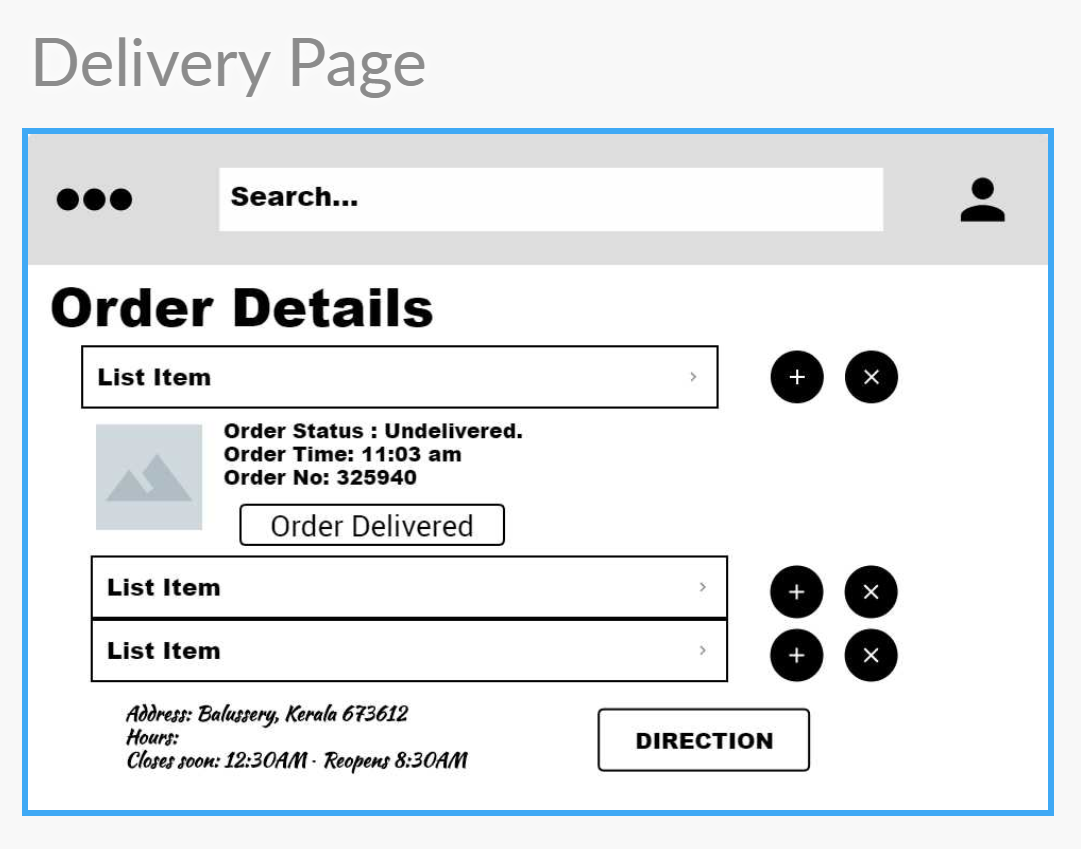 Delivery Page
Search...
Order Details
List Item
Order Status : Undelivered.
Order Time: 11:03 am
Order No: 325940
Order Delivered
List Item
List Item
Address: Balussery, Kerala 673612
Hours:
Closes soon: 12:30AM · Reopens 8:30AM
DIRECTION